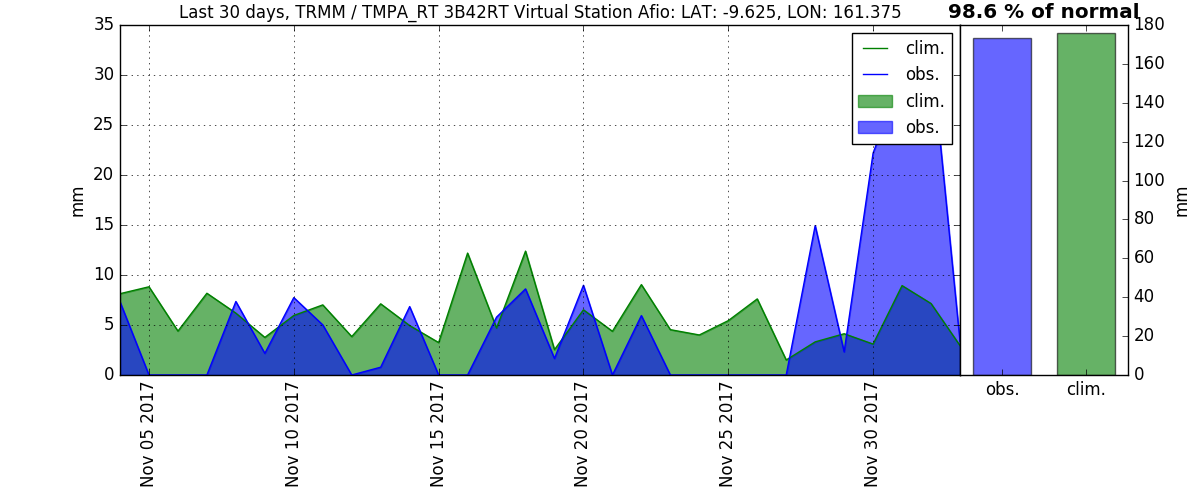 Last 30 days, TRMM / TMPA_RT 3B42RT Virtual Station Afio: LAT: -9.625, LON: 161.375
98.6 % of normal
35
30
25
20
15
10
5
0
mm
clim.
obs.
clim.
obs.
180
160
140
120
100
80
60
40
20
0
mm
Nov 05 2017
Nov 10 2017
Nov 15 2017
Nov 20 2017
Nov 25 2017
Nov 30 2017
obs.
clim.